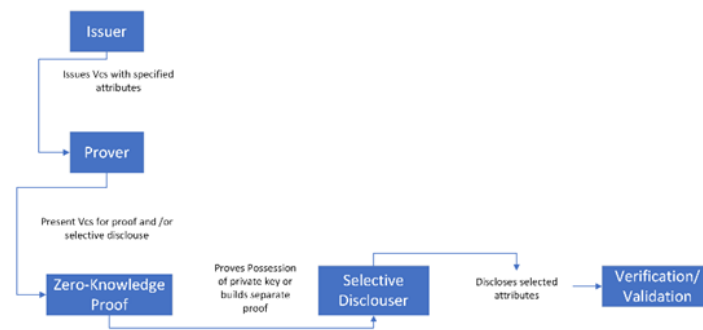 Issuer
Issues Vcs with specified
attributes
Prover
Present Vcs for proof and /or
selective disclouse
Zero-Knowledge
Proof
Proves Possession
of private key or
builds separate
proof
Selective
Disclouser
Discloses selected
attributes
Verification/
Validation